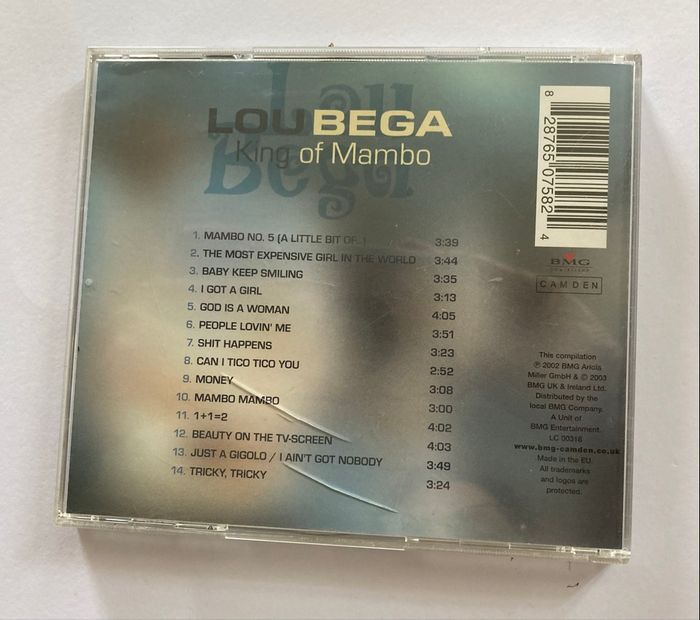 Lou
Bega
LOU BEGA
King of Mambo
8 28765 07582 4
BMG
CAMDEN
1. MAMBO NO. 5 (A LITTLE BIT OF...) 3:39
2. THE MOST EXPENSIVE GIRL IN THE WORLD 3:44
3. BABY KEEP SMILING 3:35
4. I GOT A GIRL 3:13
5. GOD IS A WOMAN 4:05
6. PEOPLE LOVIN' ME 3:51
7. SHIT HAPPENS 3:23
8. CAN I TICO TICO YOU 2:52
9. MONEY 3:08
10. MAMBO MAMBO 3:00
11. 1+1=2 4:02
12. BEAUTY ON THE TV-SCREEN 4:03
13. JUST A GIGOLO / I AIN'T GOT NOBODY 3:49
14. TRICKY, TRICKY 3:24
This compilation
℗ 2002 BMG Ariola
Miller GmbH & © 2003
BMG UK & Ireland Ltd.
Distributed by the
local BMG Company.
A Unit of
BMG Entertainment.
LC 00316
www.bmg-camden.co.uk
Made in the EU.
All trademarks
and logos are
protected.